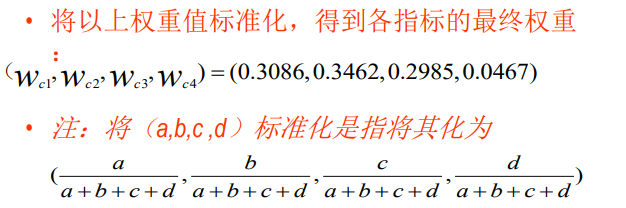 • 将以上权重值标准化，得到各指标的最终权重
：
（w_{c1}, w_{c2}, w_{c3}, w_{c4}）= (0.3086, 0.3462, 0.2985, 0.0467)
• 注：将（a,b,c ,d）标准化是指将其化为
(\frac{a}{a+b+c+d}, \frac{b}{a+b+c+d}, \frac{c}{a+b+c+d}, \frac{d}{a+b+c+d})